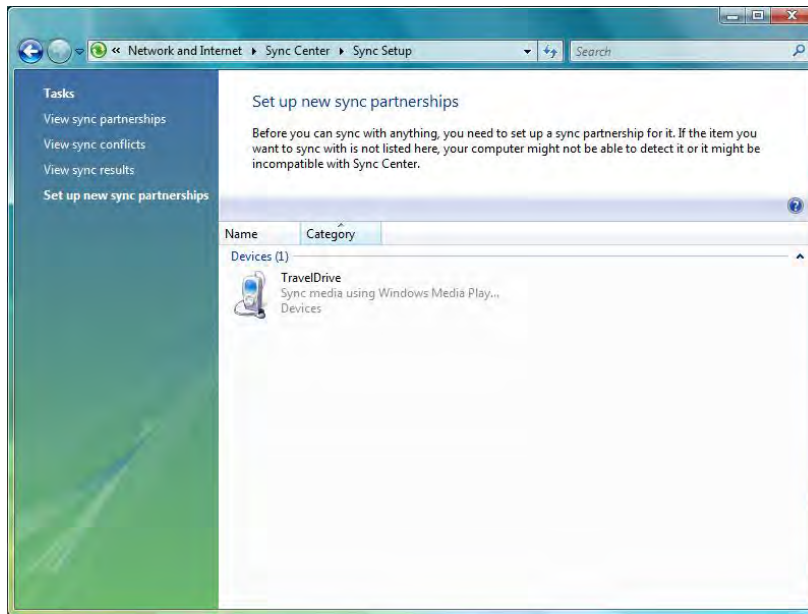 « Network and Internet ▸ Sync Center ▸ Sync Setup
Search
Tasks
View sync partnerships
View sync conflicts
View sync results
Set up new sync partnerships
Set up new sync partnerships
Before you can sync with anything, you need to set up a sync partnership for it. If the item you
want to sync with is not listed here, your computer might not be able to detect it or it might be
incompatible with Sync Center.
Name Category
Devices (1)
TravelDrive
Sync media using Windows Media Play...
Devices